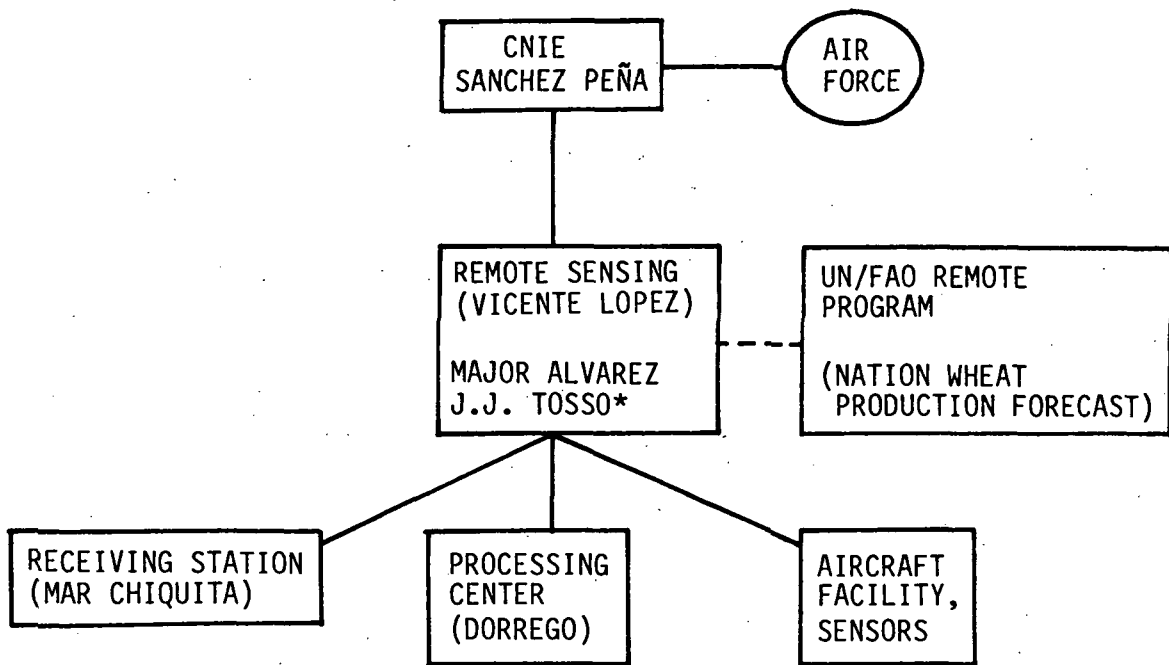 CNIE
SANCHEZ PEÑA
AIR
FORCE
REMOTE SENSING
(VICENTE LOPEZ)
MAJOR ALVAREZ
J.J. TOSSO*
UN/FAO REMOTE
PROGRAM
(NATION WHEAT
PRODUCTION FORECAST)
RECEIVING STATION
(MAR CHIQUITA)
PROCESSING
CENTER
(DORREGO)
AIRCRAFT
FACILITY,
SENSORS